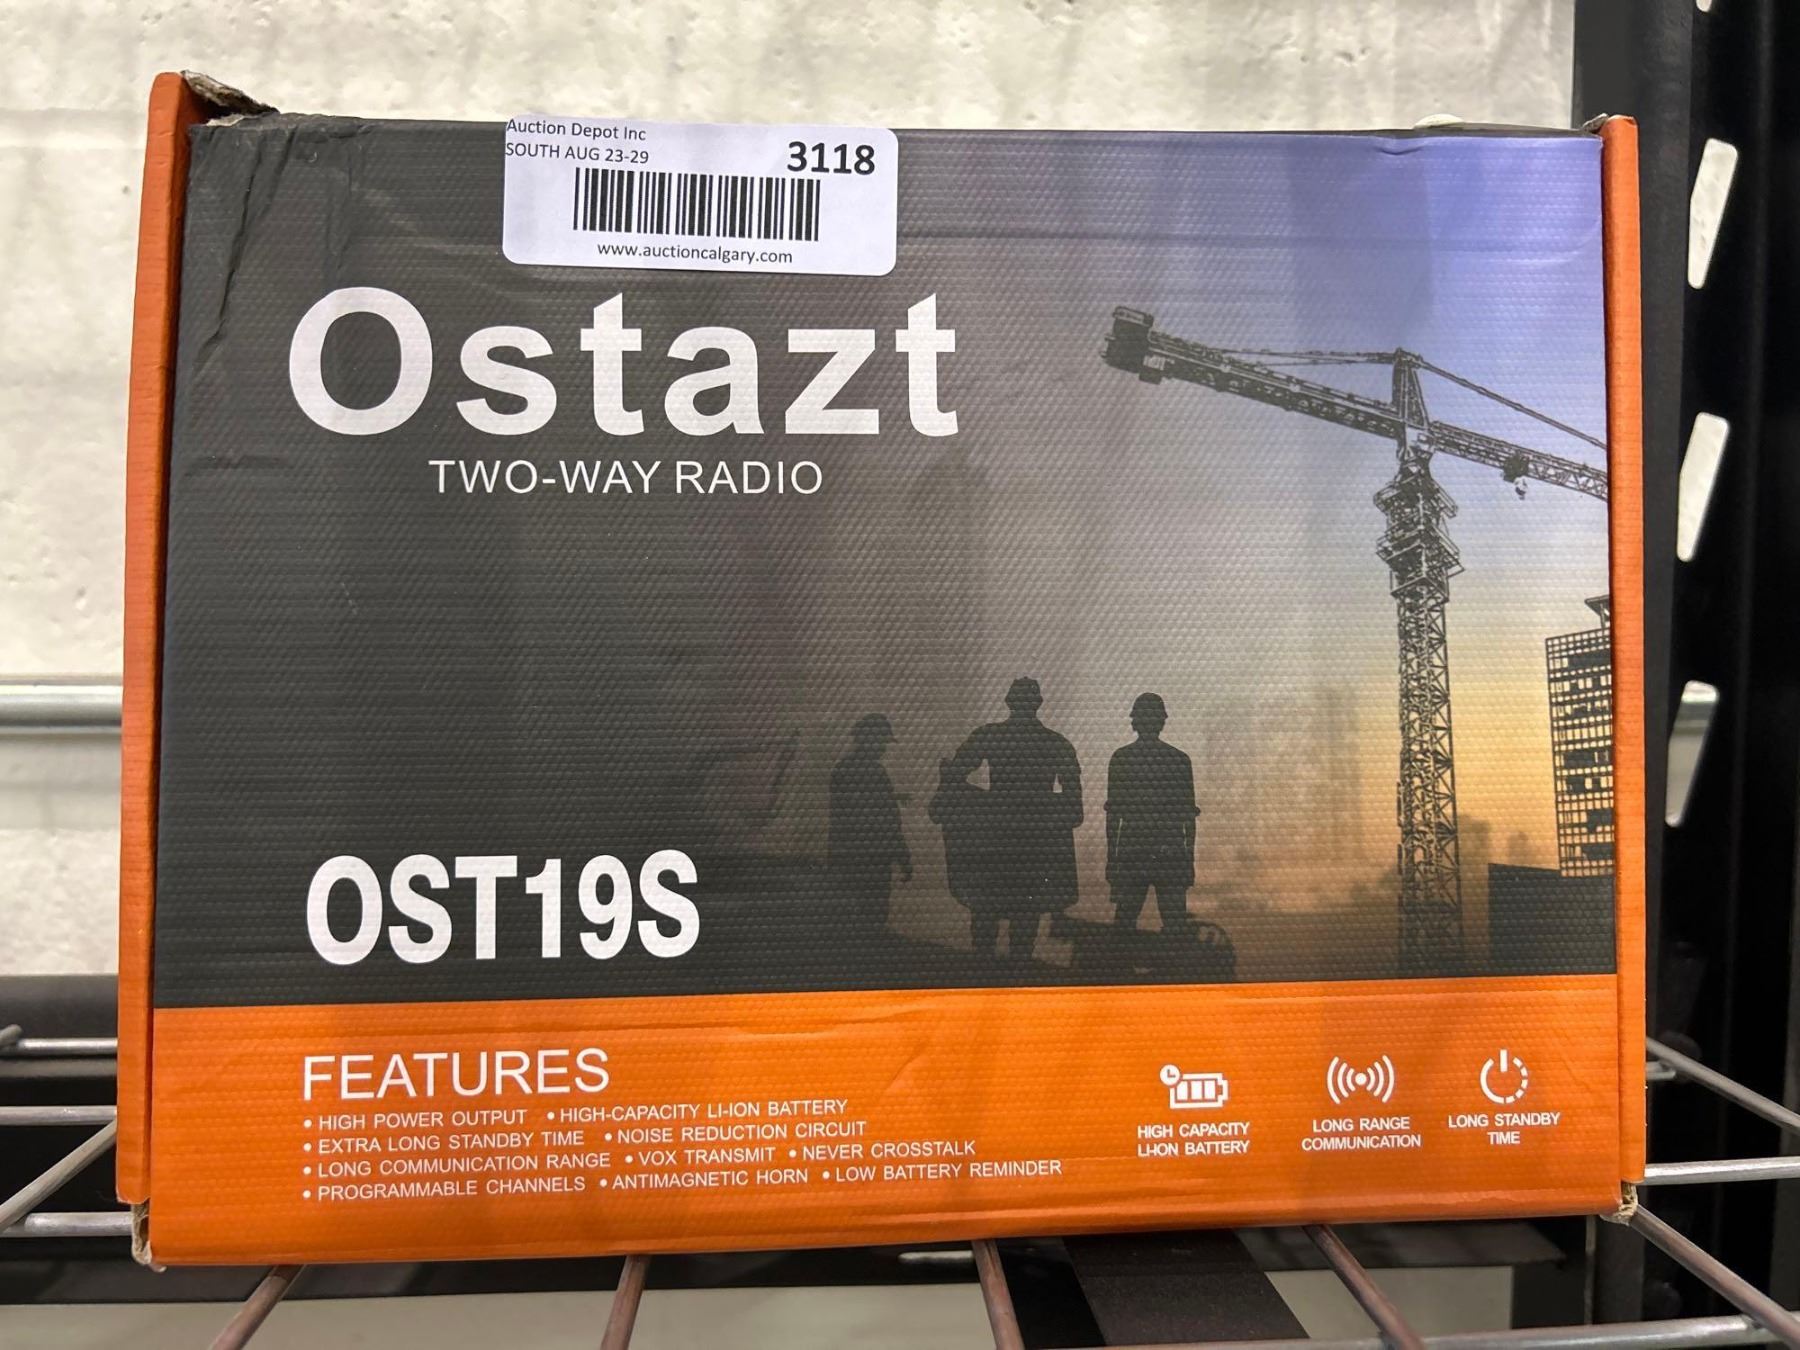 Auction Depot Inc
SOUTH AUG 23-29
3118
www.auctioncalgary.com
Ostazt
TWO-WAY RADIO
OST19S
FEATURES
• HIGH POWER OUTPUT • HIGH-CAPACITY LI-ION BATTERY
• EXTRA LONG STANDBY TIME • NOISE REDUCTION CIRCUIT
• LONG COMMUNICATION RANGE • VOX TRANSMIT • NEVER CROSSTALK
• PROGRAMMABLE CHANNELS • ANTIMAGNETIC HORN • LOW BATTERY REMINDER
HIGH CAPACITY
LI-ION BATTERY
LONG RANGE
COMMUNICATION
LONG STANDBY
TIME